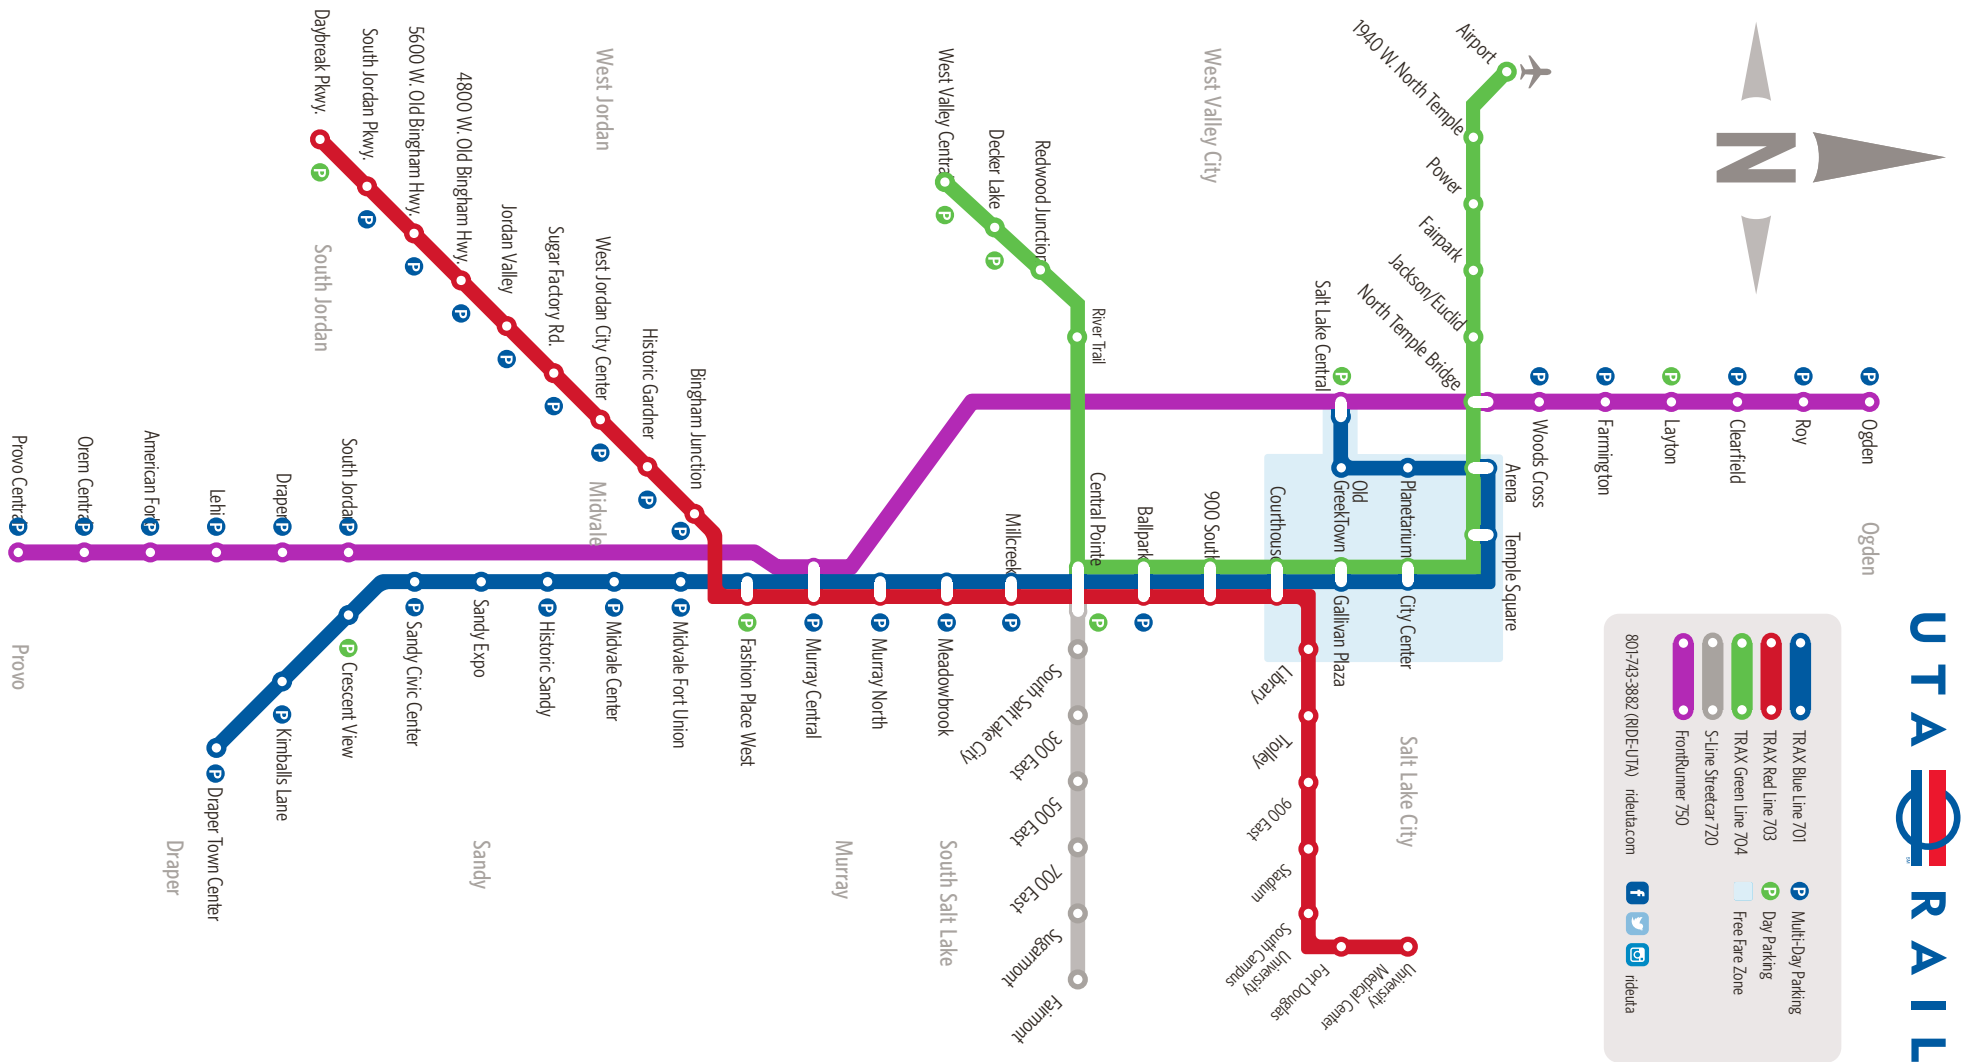 UTA RAIL
TRAX Blue Line 701
TRAX Red Line 703
TRAX Green Line 704
S-Line Streetcar 720
FrontRunner 750
P Multi-Day Parking
P Day Parking
Free Fare Zone
801-743-3882 (RIDE-UTA) rideuta.com
rideuta
N
Ogden
P Ogden
P Roy
P Clearfield
P Layton
P Farmington
P Woods Cross
Airport
1940 W. North Temple
Power
Fairpark
Jackson/Euclid
North Temple Bridge
Arena
Temple Square
Salt Lake Central P
Old
GreekTown
Planetarium
City Center
Gallivan Plaza
Courthouse
900 South
Ballpark P
Central Pointe P
Salt Lake City
Library
Trolley
900 East
Stadium
University
South Campus
Fort Douglas
University
Medical Center
West Valley City
West Valley Central P
Decker Lake P
Redwood Junction
River Trail
South Salt Lake City
300 East
500 East
700 East
Sugarmont
Fairmont
South Salt Lake
Millcreek P
P Meadowbrook
P Murray North
P Murray Central
P Fashion Place West
Murray
West Jordan
Midvale
Bingham Junction P
Historic Gardner P
West Jordan City Center P
Sugar Factory Rd. P
Jordan Valley P
4800 W. Old Bingham Hwy. P
5600 W. Old Bingham Hwy. P
South Jordan Pkwy. P
Daybreak Pkwy. P
South Jordan
P Midvale Fort Union
P Midvale Center
P Historic Sandy
Sandy Expo
P Sandy Civic Center
P Crescent View
P Kimballs Lane
P Draper Town Center
Sandy
Draper
South Jordan P
Draper P
Lehi P
American Fork P
Orem Central P
Provo Central P
Provo